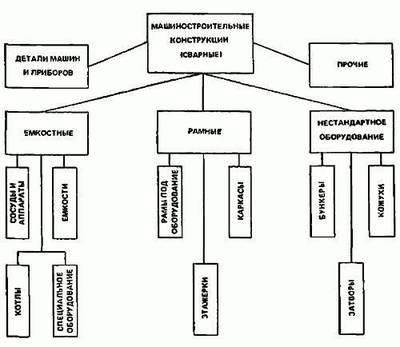 МАШИНОСТРОИТЕЛЬНЫЕ
КОНСТРУКЦИИ
(СВАРНЫЕ)
ДЕТАЛИ МАШИН
И ПРИБОРОВ
ПРОЧИЕ
ЕМКОСТНЫЕ
РАМНЫЕ
НЕСТАНДАРТНОЕ
ОБОРУДОВАНИЕ
СОСУДЫ И
АППАРАТЫ
ЕМКОСТИ
РАМЫ ПОД
ОБОРУДОВАНИЕ
КАРКАСЫ
БУНКЕРЫ
КОЖУХИ
КОТЛЫ
СПЕЦИАЛЬНОЕ
ОБОРУДОВАНИЕ
ЭТАЖЕРКИ
ЗАТВОРЫ